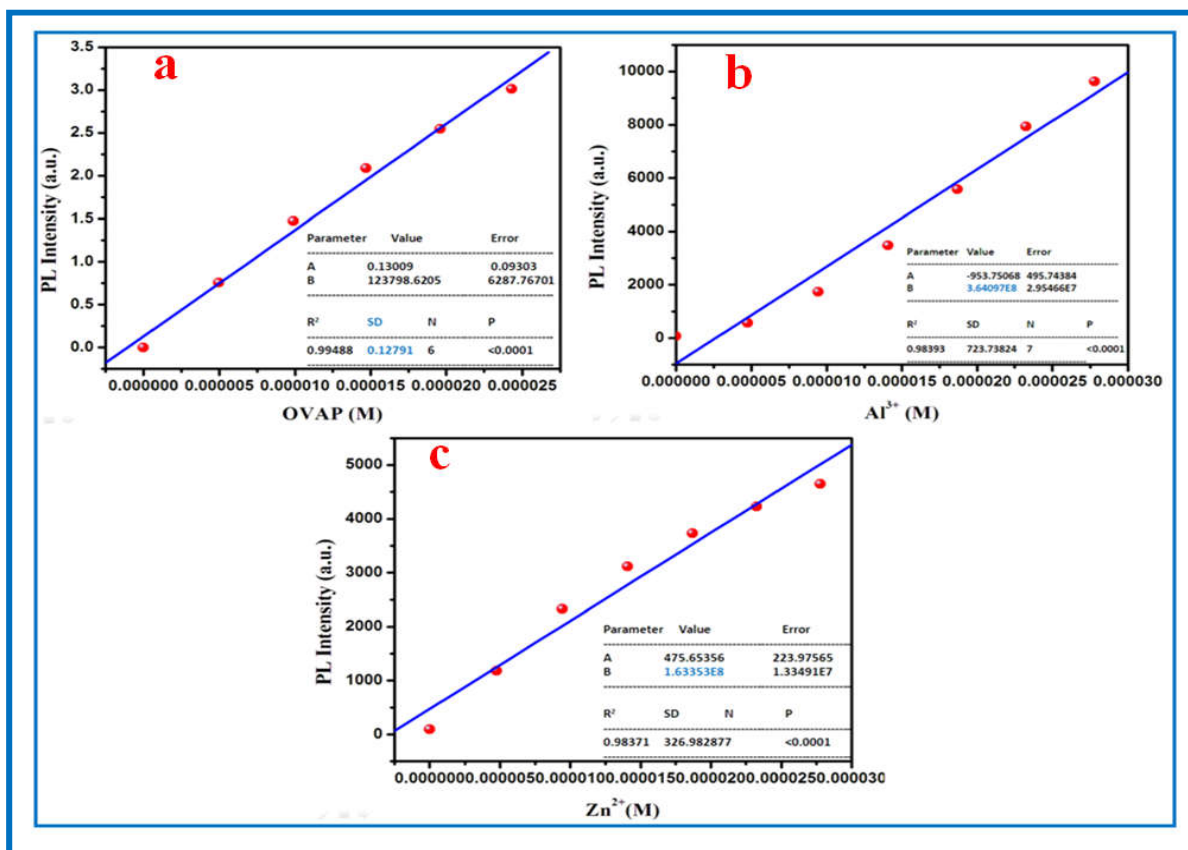 a
PL Intensity (a.u.)
3.5
3.0
2.5
2.0
1.5
1.0
0.5
0.0
Parameter Value Error
A 0.13009 0.09303
B 123798.6205 6287.76701
R² SD N P
0.99488 0.12791 6 <0.0001
0.000000 0.000005 0.000010 0.000015 0.000020 0.000025
OVAP (M)
b
PL Intensity (a.u.)
10000
8000
6000
4000
2000
0
Parameter Value Error
A -953.75068 495.74384
B 3.64097E8 2.95466E7
R² SD N P
0.98393 723.73824 7 <0.0001
0.000000 0.000005 0.000010 0.000015 0.000020 0.000025 0.000030
Al³⁺ (M)
c
PL Intensity (a.u.)
5000
4000
3000
2000
1000
0
Parameter Value Error
A 475.65356 223.97565
B 1.63353E8 1.33491E7
R² SD N P
0.98371 326.982877 <0.0001
0.0000000.0000050.0000100.0000150.0000200.0000250.000030
Zn²⁺(M)